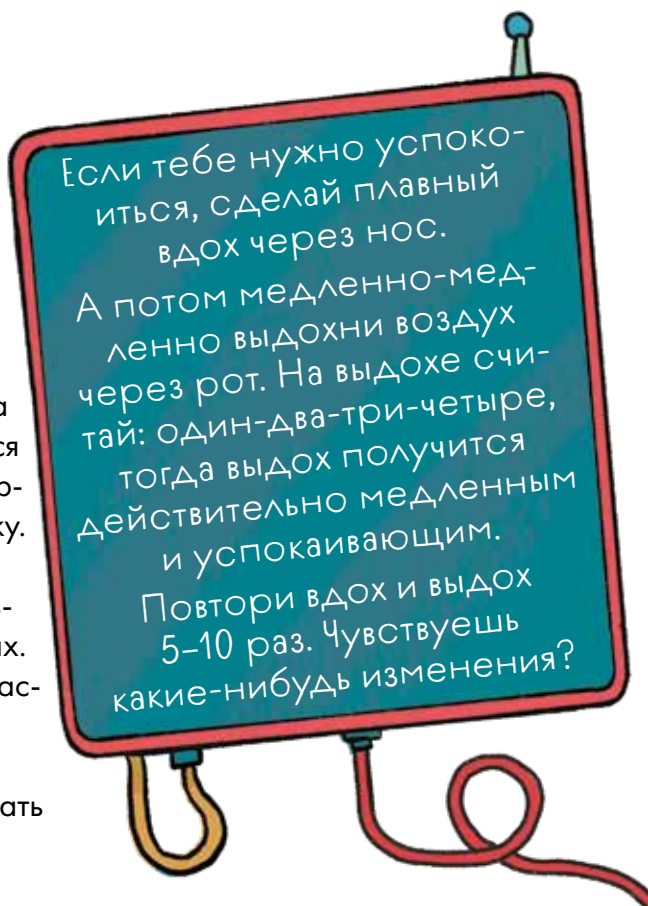 Если тебе нужно успоко-
иться, сделай плавный
вдох через нос.
А потом медленно-мед-
ленно выдохни воздух
через рот. На выдохе счи-
тай: один-два-три-четыре,
тогда выдох получится
действительно медленным
и успокаивающим.
Повтори вдох и выдох
5–10 раз. Чувствуешь
какие-нибудь изменения?